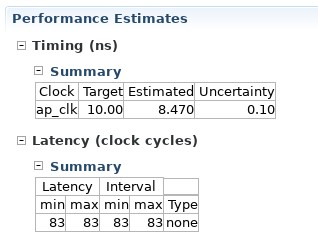 Performance Estimates
Timing (ns)
Summary
Clock Target Estimated Uncertainty
ap_clk 10.00 8.470 0.10
Latency (clock cycles)
Summary
Latency Interval
min max min max Type
83 83 83 83 none